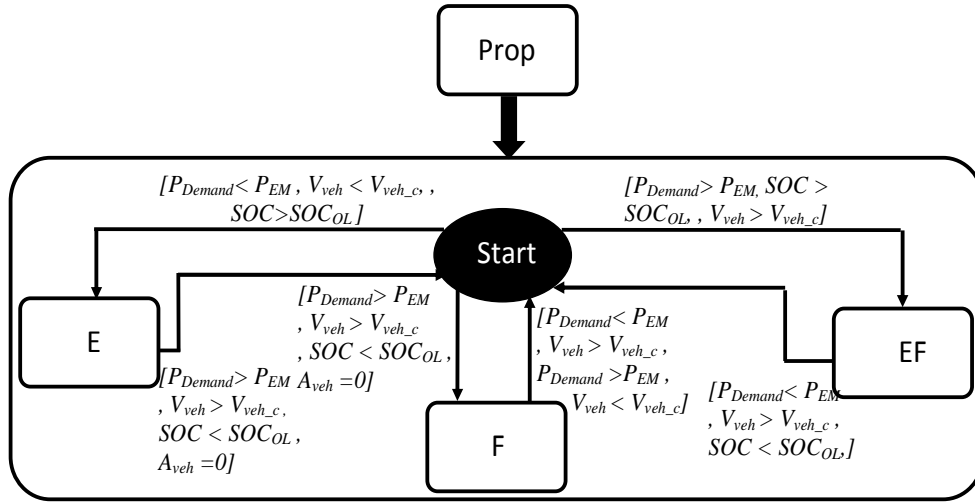 Prop
[P_Demand< P_EM , V_veh < V_veh_c, ,
SOC>SOC_OL ]
[P_Demand> P_EM, SOC >
SOC_OL, , V_veh > V_veh_c]
Start
E
[P_Demand> P_EM
, V_veh > V_veh_c
, SOC < SOC_OL,
A_veh =0]
[P_Demand< P_EM
, V_veh > V_veh_c ,
P_Demand >P_EM ,
V_veh < V_veh_c]
EF
[P_Demand> P_EM
, V_veh > V_veh_c ,
SOC < SOC_OL,
A_veh =0]
F
[P_Demand< P_EM
, V_veh > V_veh_c ,
SOC < SOC_OL,]